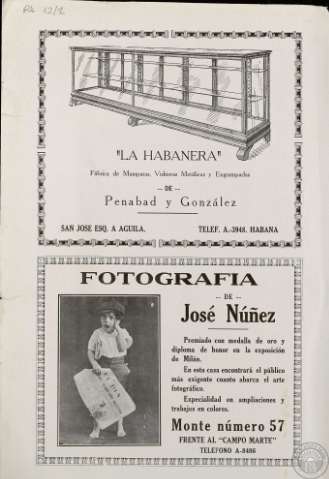 "LA HABANERA"
Fábrica de Mamparas, Vidrieras Metálicas y Engrampadas
— DE —
Penabad y González
SAN JOSE ESQ. A AGUILA. TELEF. A.-3948. HABANA
FOTOGRAFIA
— DE —
José Núñez
Premiado con medalla de oro y
diploma de honor en la exposición
de Milán.
En esta casa encontrará el público
más exigente cuanto abarca el arte
fotográfico.
Especialidad en ampliaciones y
trabajos en colores.
Monte número 57
FRENTE AL "CAMPO MARTE"
TELEFONO A-8486